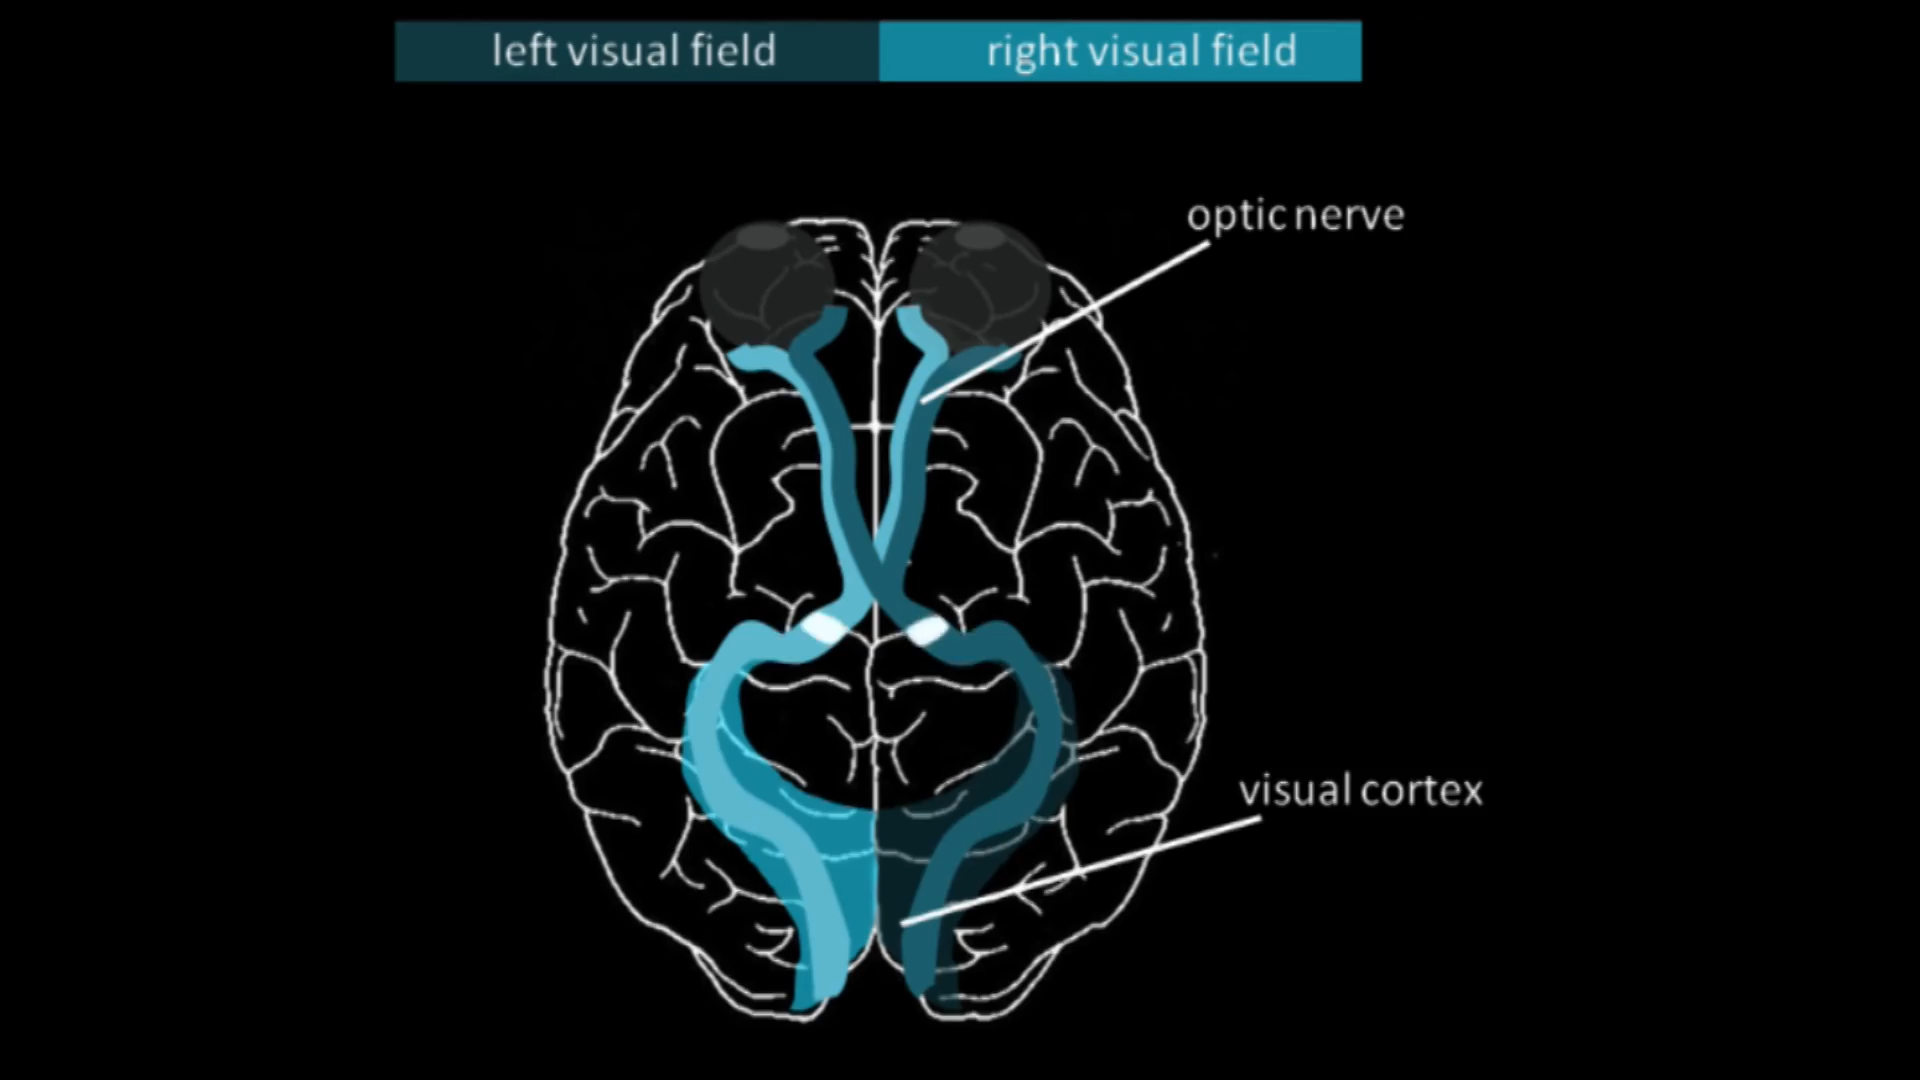 left visual field
right visual field
optic nerve
visual cortex